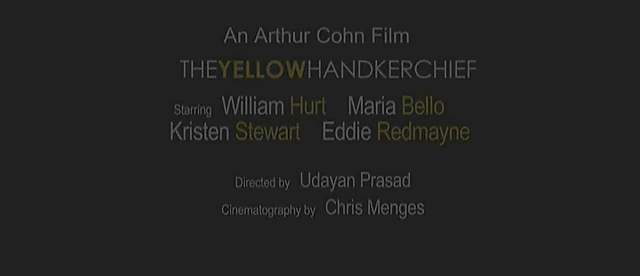 An Arthur Cohn Film
THEYELLOWHANDKERCHIEF
Starring William Hurt Maria Bello
Kristen Stewart Eddie Redmayne
Directed by Udayan Prasad
Cinematography by Chris Menges